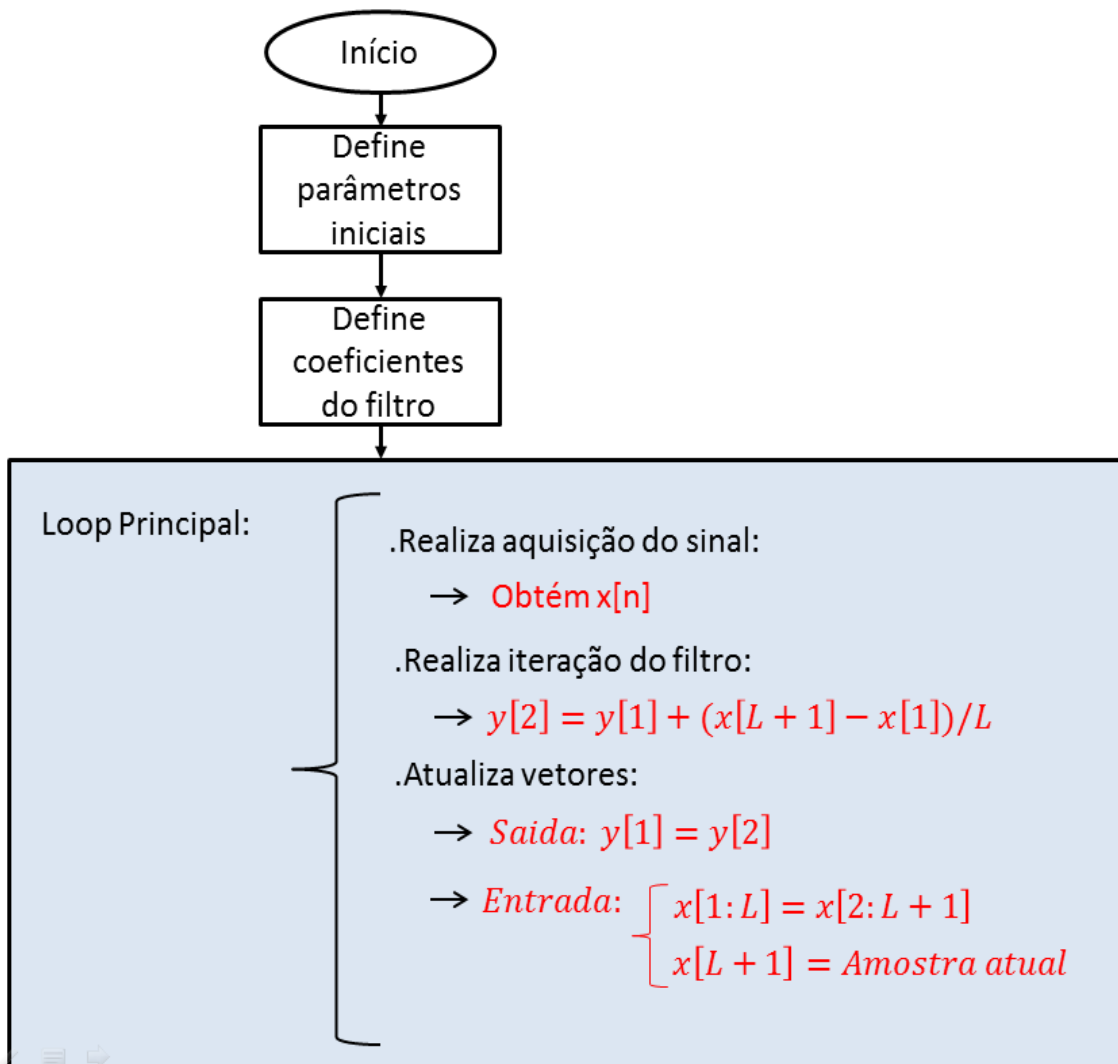 Início
Define
parâmetros
iniciais
Define
coeficientes
do filtro
Loop Principal:
.Realiza aquisição do sinal:
→ Obtém x[n]
.Realiza iteração do filtro:
→ y[2] = y[1] + (x[L + 1] − x[1])/L
.Atualiza vetores:
→ Saida: y[1] = y[2]
→ Entrada:
x[1: L] = x[2: L + 1]
x[L + 1] = Amostra atual